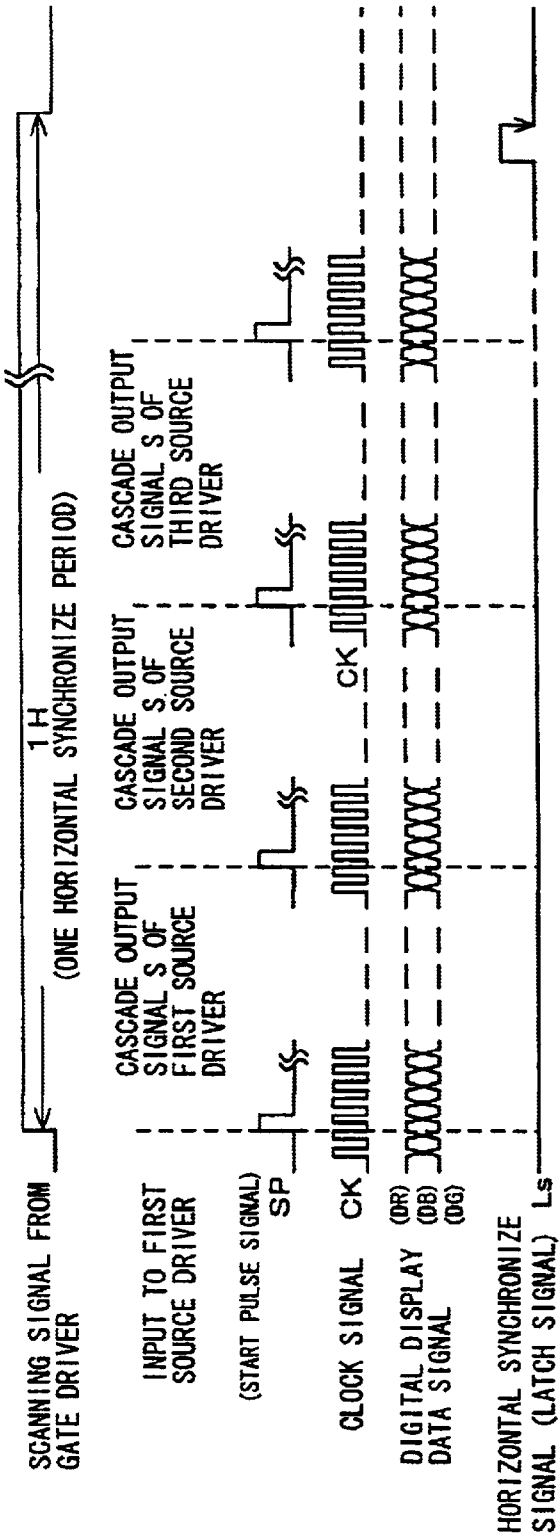 SCANNING SIGNAL FROM
GATE DRIVER
1H
(ONE HORIZONTAL SYNCHRONIZE PERIOD)
INPUT TO FIRST
SOURCE DRIVER
CASCADE OUTPUT
SIGNAL S OF
FIRST SOURCE
DRIVER
CASCADE OUTPUT
SIGNAL S. OF
SECOND SOURCE
DRIVER
CASCADE OUTPUT
SIGNAL S OF
THIRD SOURCE
DRIVER
(START PULSE SIGNAL)
SP
CLOCK SIGNAL CK
CK
DIGITAL DISPLAY
DATA SIGNAL
(DR)
(DB)
(DG)
HORIZONTAL SYNCHRONIZE
SIGNAL (LATCH SIGNAL) Ls